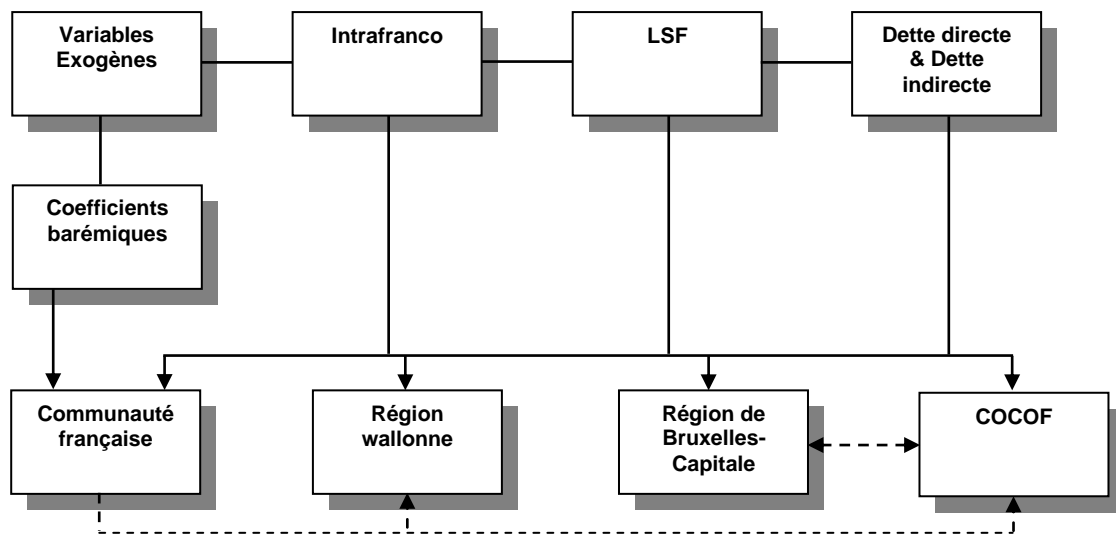 Variables
Exogènes
Intrafranco
LSF
Dette directe
& Dette
indirecte
Coefficients
barémiques
Communauté
française
Région
wallonne
Région de
Bruxelles-
Capitale
COCOF